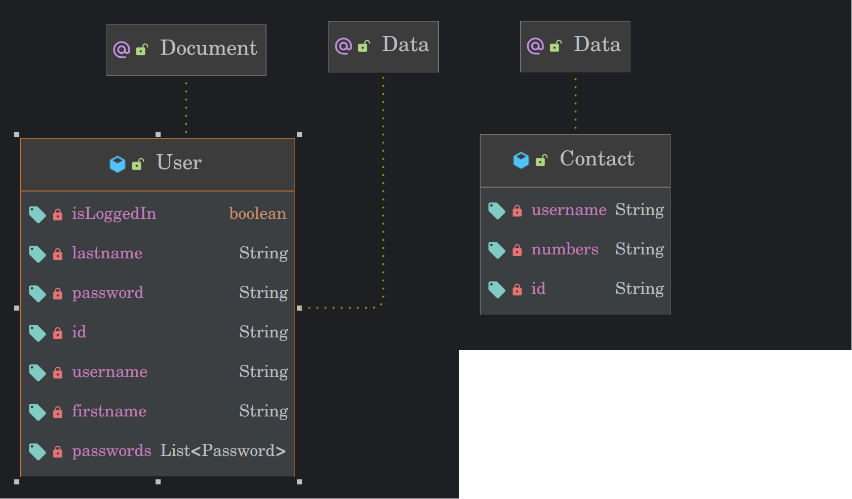 @ Document
@ Data
@ Data
User
isLoggedIn boolean
lastname String
password String
id String
username String
firstname String
passwords List<Password>
Contact
username String
numbers String
id String